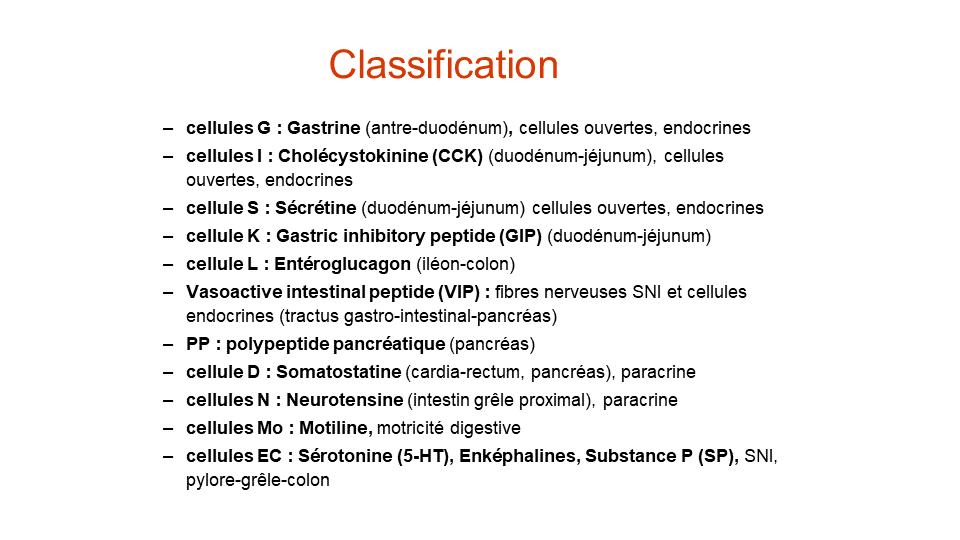 Classification
– cellules G : Gastrine (antre-duodénum), cellules ouvertes, endocrines
– cellules I : Cholécystokinine (CCK) (duodénum-jéjunum), cellules
ouvertes, endocrines
– cellule S : Sécrétine (duodénum-jéjunum) cellules ouvertes, endocrines
– cellule K : Gastric inhibitory peptide (GIP) (duodénum-jéjunum)
– cellule L : Entéroglucagon (iléon-colon)
– Vasoactive intestinal peptide (VIP) : fibres nerveuses SNI et cellules
endocrines (tractus gastro-intestinal-pancréas)
– PP : polypeptide pancréatique (pancréas)
– cellule D : Somatostatine (cardia-rectum, pancréas), paracrine
– cellules N : Neurotensine (intestin grêle proximal), paracrine
– cellules Mo : Motiline, motricité digestive
– cellules EC : Sérotonine (5-HT), Enképhalines, Substance P (SP), SNI,
pylore-grêle-colon